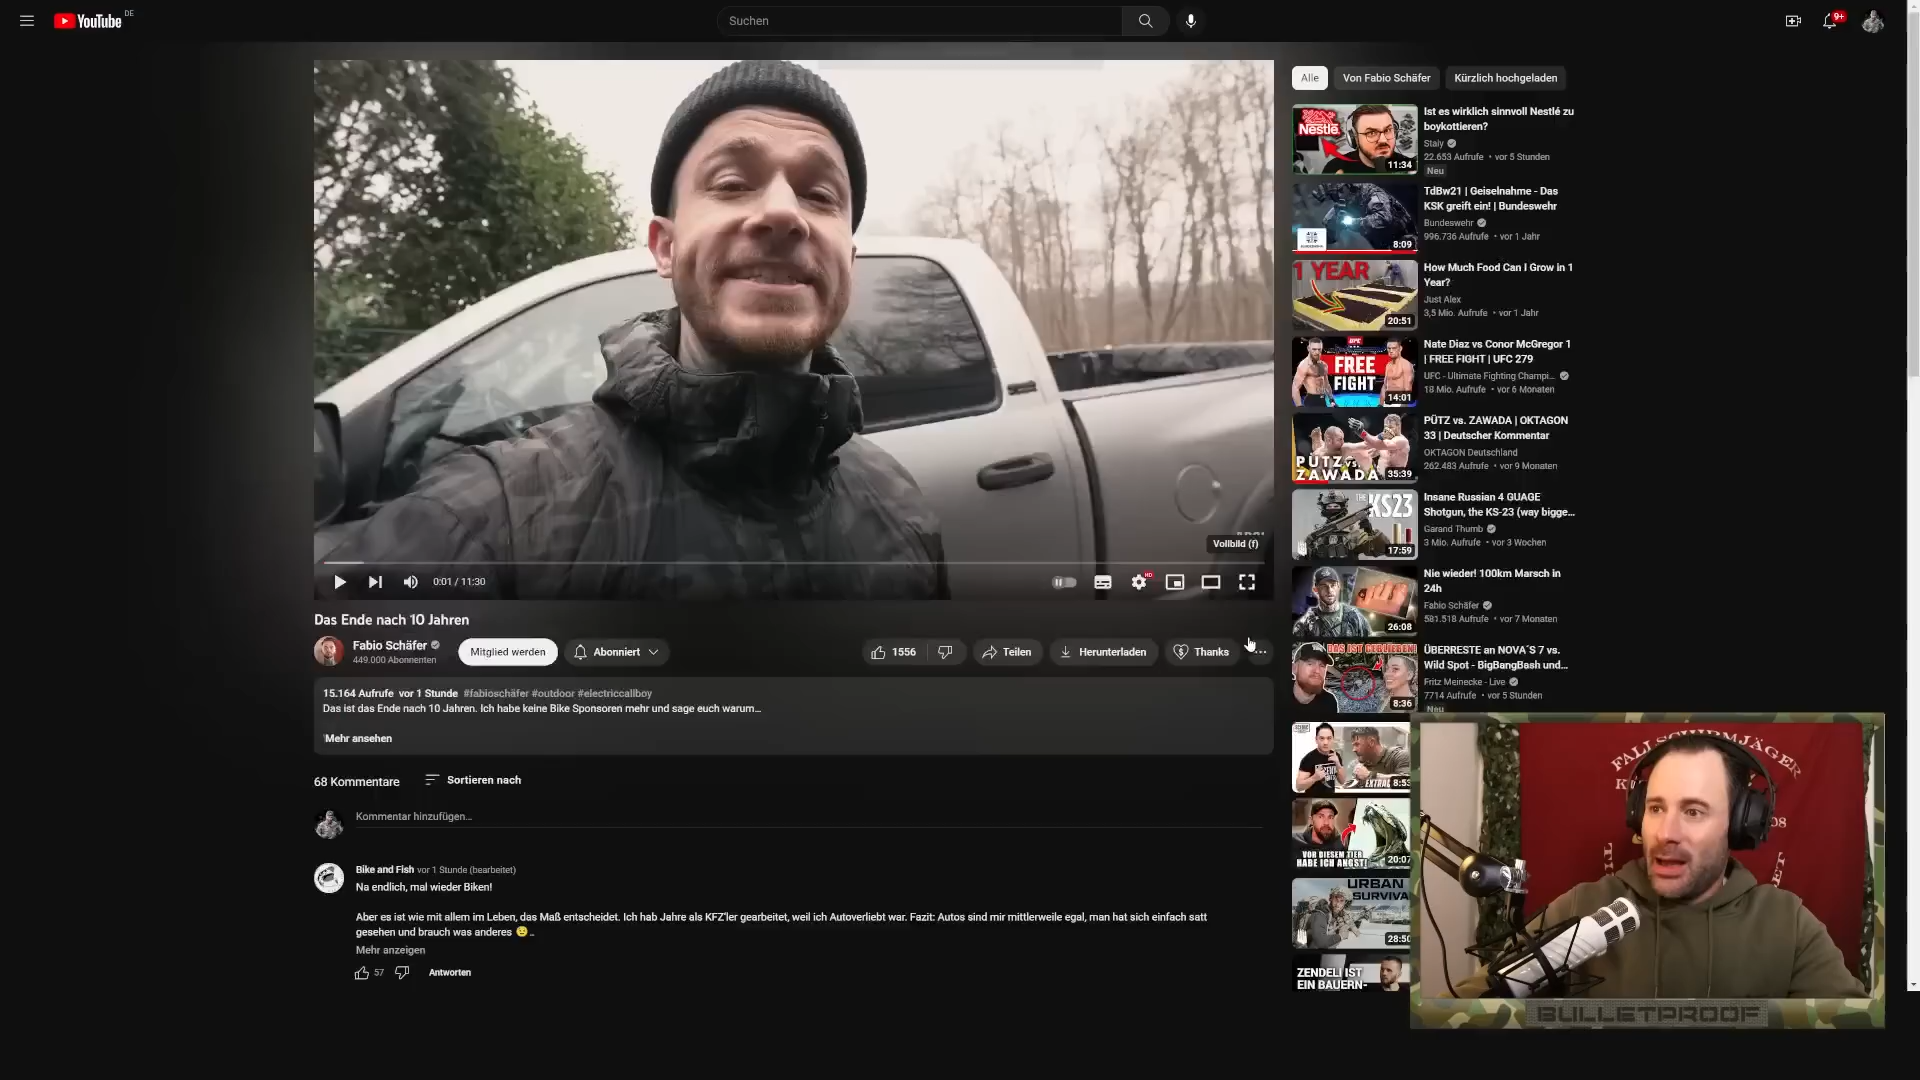 YouTube DE
Suchen
9+
Vollbild (f)
0:01 / 11:30
HD
Das Ende nach 10 Jahren
Fabio Schäfer
449.000 Abonnenten
Mitglied werden
Abonniert
1556
Teilen
Herunterladen
Thanks
15.164 Aufrufe vor 1 Stunde #fabioschäfer #outdoor #electriccallboy
Das ist das Ende nach 10 Jahren. Ich habe keine Bike Sponsoren mehr und sage euch warum...
Mehr ansehen
68 Kommentare
Sortieren nach
Kommentar hinzufügen...
Bike and Fish vor 1 Stunde (bearbeitet)
Na endlich, mal wieder Biken!
Aber es ist wie mit allem im Leben, das Maß entscheidet. Ich hab Jahre als KFZ'ler gearbeitet, weil ich Autoverliebt war. Fazit: Autos sind mir mittlerweile egal, man hat sich einfach satt
gesehen und brauch was anderes 😉 ..
Mehr anzeigen
57
Antworten
Alle
Von Fabio Schäfer
Kürzlich hochgeladen
Nestlé
11:34
Ist es wirklich sinnvoll Nestlé zu
boykottieren?
Staiy
22.653 Aufrufe • vor 5 Stunden
Neu
8:09
TdBw21 | Geiselnahme - Das
KSK greift ein! | Bundeswehr
Bundeswehr
996.736 Aufrufe • vor 1 Jahr
1 YEAR
20:51
How Much Food Can I Grow in 1
Year?
Just Alex
3,5 Mio. Aufrufe • vor 1 Jahr
UFC
FREE
FIGHT
14:01
Nate Diaz vs Conor McGregor 1
| FREE FIGHT | UFC 279
UFC - Ultimate Fighting Champi...
18 Mio. Aufrufe • vor 6 Monaten
PÜTZ VS.
ZAWADA
35:39
PÜTZ vs. ZAWADA | OKTAGON
33 | Deutscher Kommentar
OKTAGON Deutschland
262.483 Aufrufe • vor 9 Monaten
THE
KS23
17:59
Insane Russian 4 GUAGE
Shotgun, the KS-23 (way bigge...
Garand Thumb
3 Mio. Aufrufe • vor 3 Wochen
26:08
Nie wieder! 100km Marsch in
24h
Fabio Schäfer
581.518 Aufrufe • vor 7 Monaten
DAS IST GEBLIEBEN!
8:36
ÜBERRESTE an NOVA´S 7 vs.
Wild Spot - BigBangBash und...
Fritz Meinecke - Live
7714 Aufrufe • vor 5 Stunden
Neu
EXTRA
8:53
VOR DIESEM TIER
HABE ICH ANGST!
20:07
URBAN
SURVIVA
28:50
ZENDELI IST
EIN BAUERN-
FALLSCHIRMJÄGER
BULLETPROOF